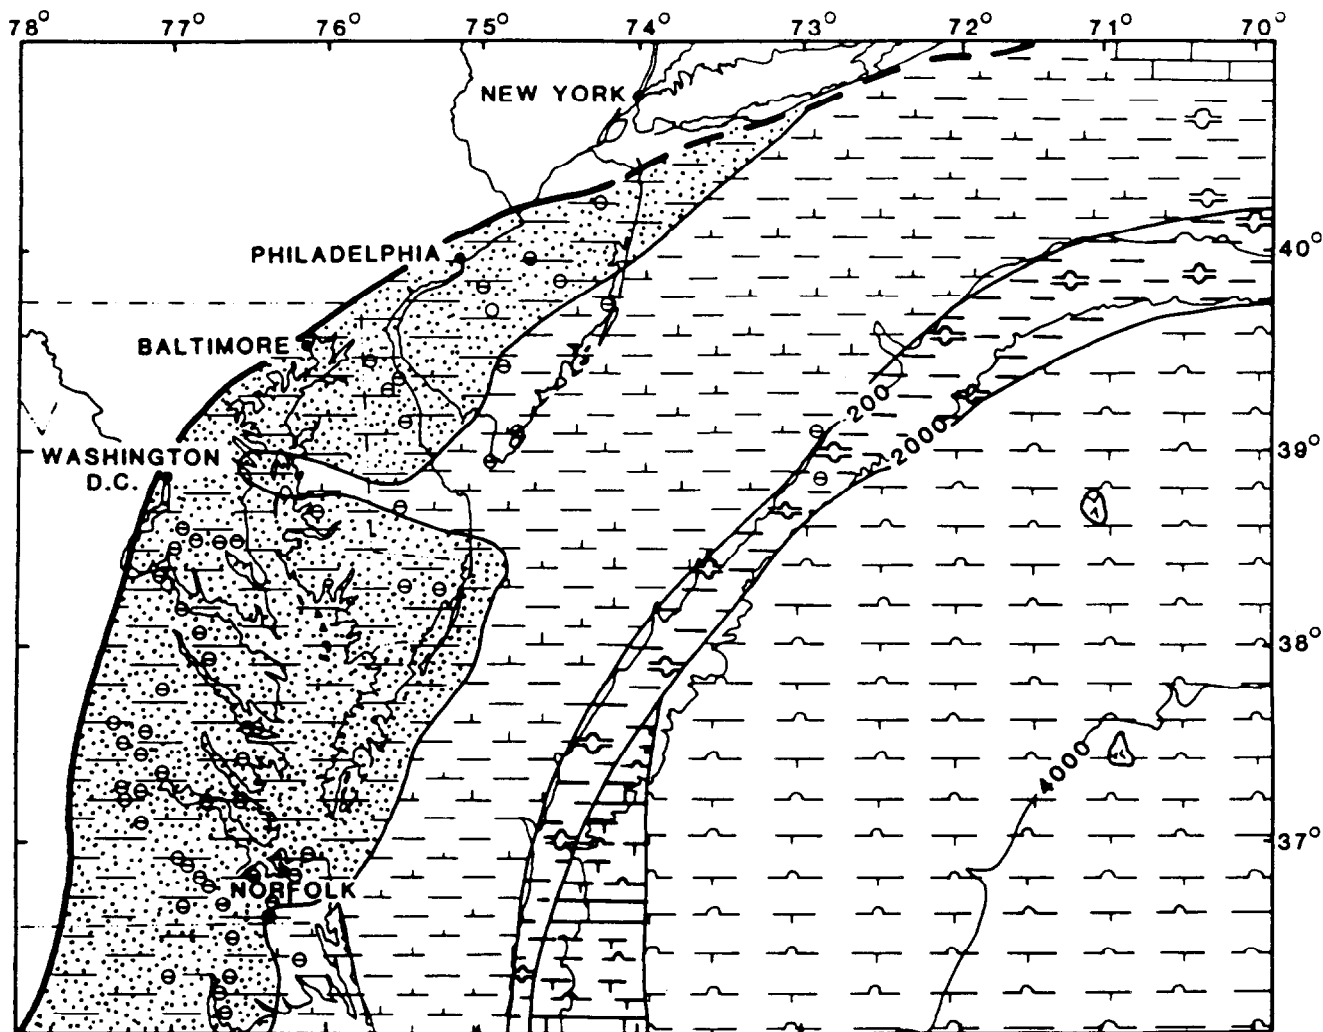 78° 77° 76° 75° 74° 73° 72° 71° 70°
NEW YORK
PHILADELPHIA
40°
BALTIMORE
200
2000
39°
WASHINGTON
D.C.
38°
4000
37°
NORFOLK